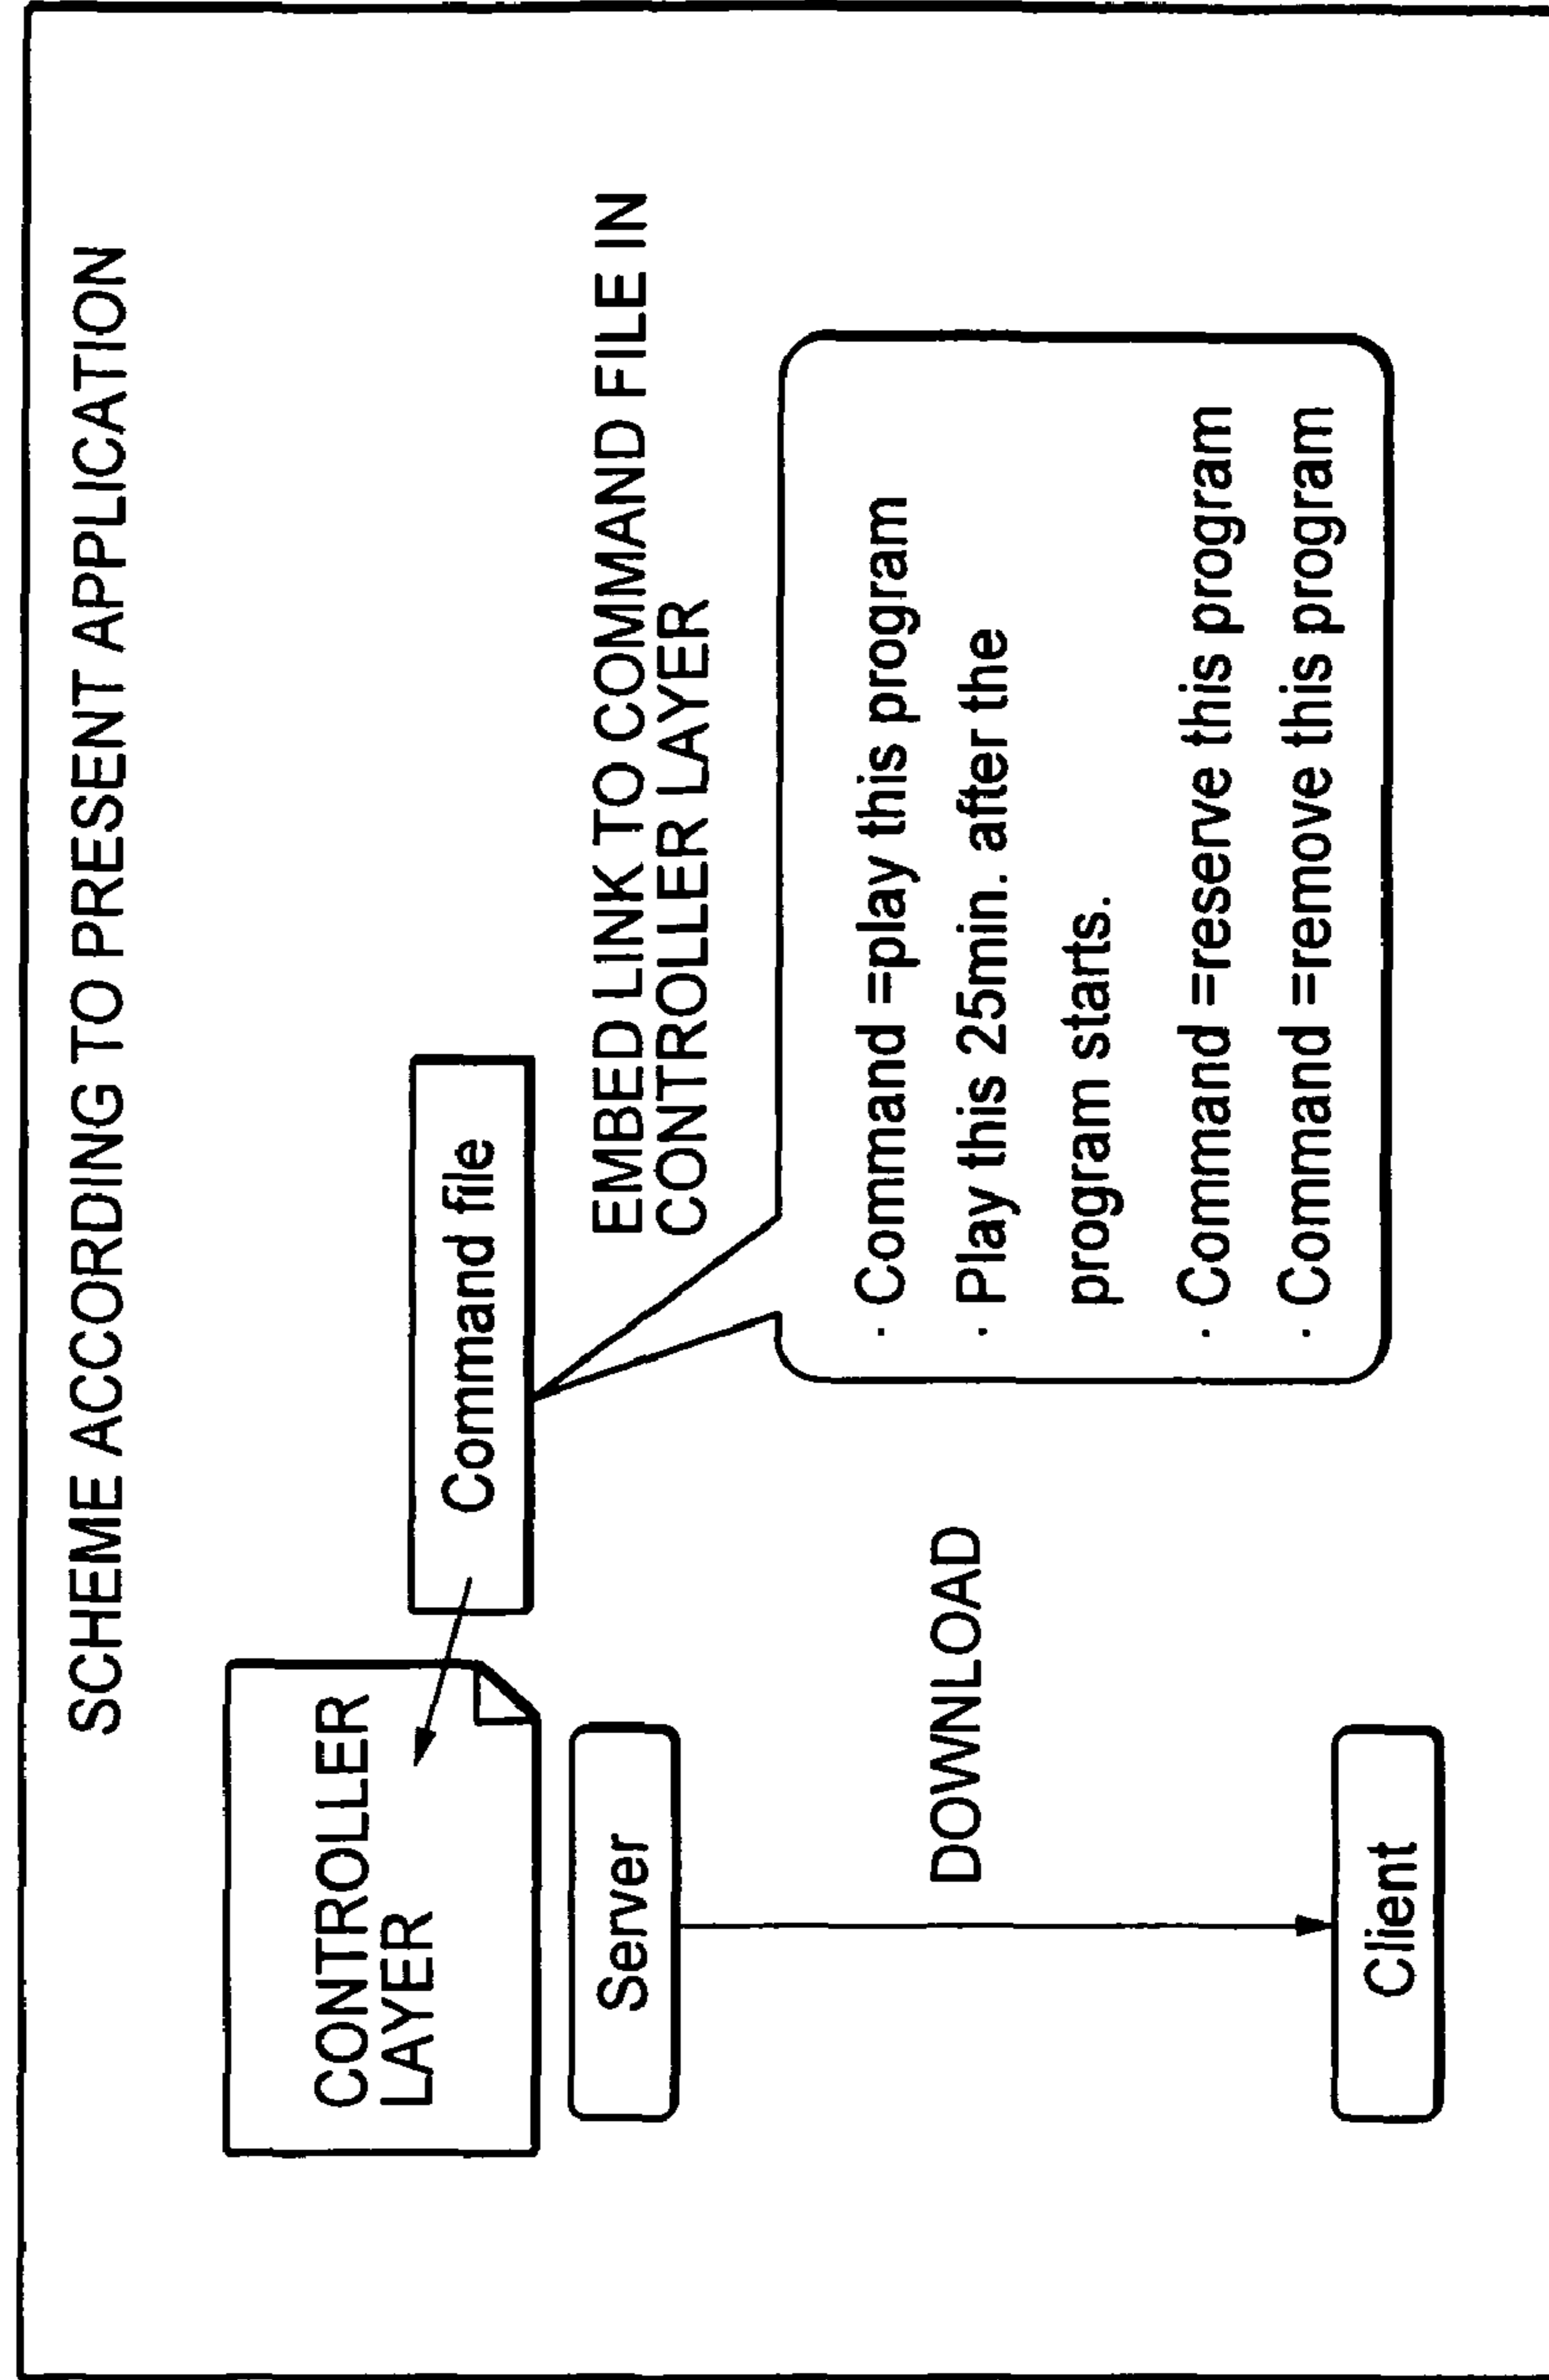 SCHEME ACCORDING TO PRESENT APPLICATION
CONTROLLER
LAYER
Command file
Server
EMBED LINK TO COMMAND FILE IN
CONTROLLER LAYER
· Command =play this program
· Play this 25min. after the
program starts.
· Command =reserve this program
· Command =remove this program
DOWNLOAD
Client